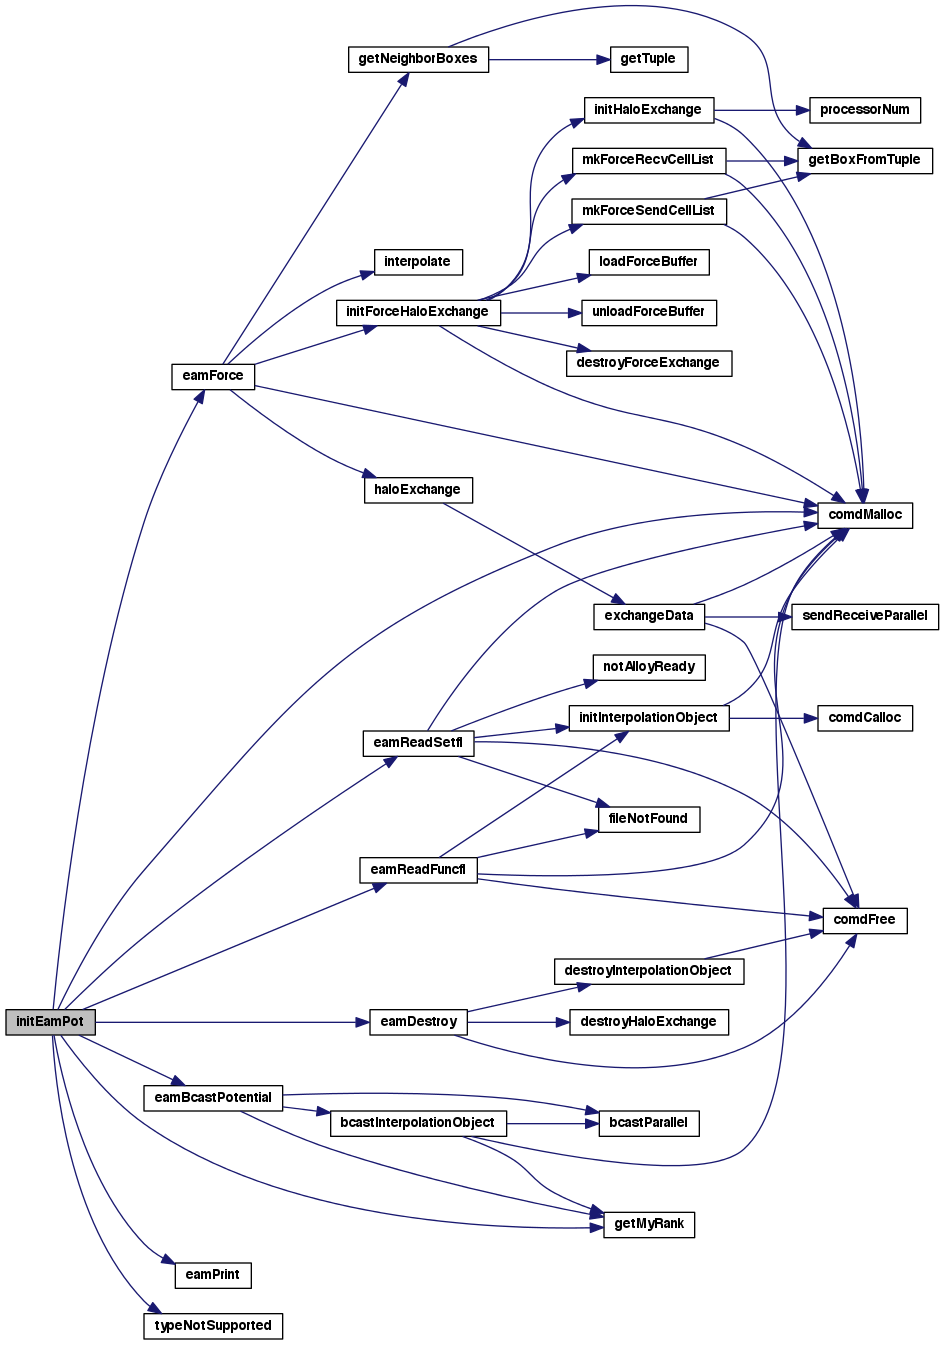 getNeighborBoxes
getTuple
initHaloExchange
processorNum
mkForceRecvCellList
getBoxFromTuple
mkForceSendCellList
interpolate
loadForceBuffer
initForceHaloExchange
unloadForceBuffer
destroyForceExchange
eamForce
haloExchange
comdMalloc
exchangeData
sendReceiveParallel
notAlloyReady
initInterpolationObject
comdCalloc
eamReadSetfl
fileNotFound
eamReadFuncfl
comdFree
destroyInterpolationObject
initEamPot
eamDestroy
destroyHaloExchange
eamBcastPotential
bcastInterpolationObject
bcastParallel
getMyRank
eamPrint
typeNotSupported